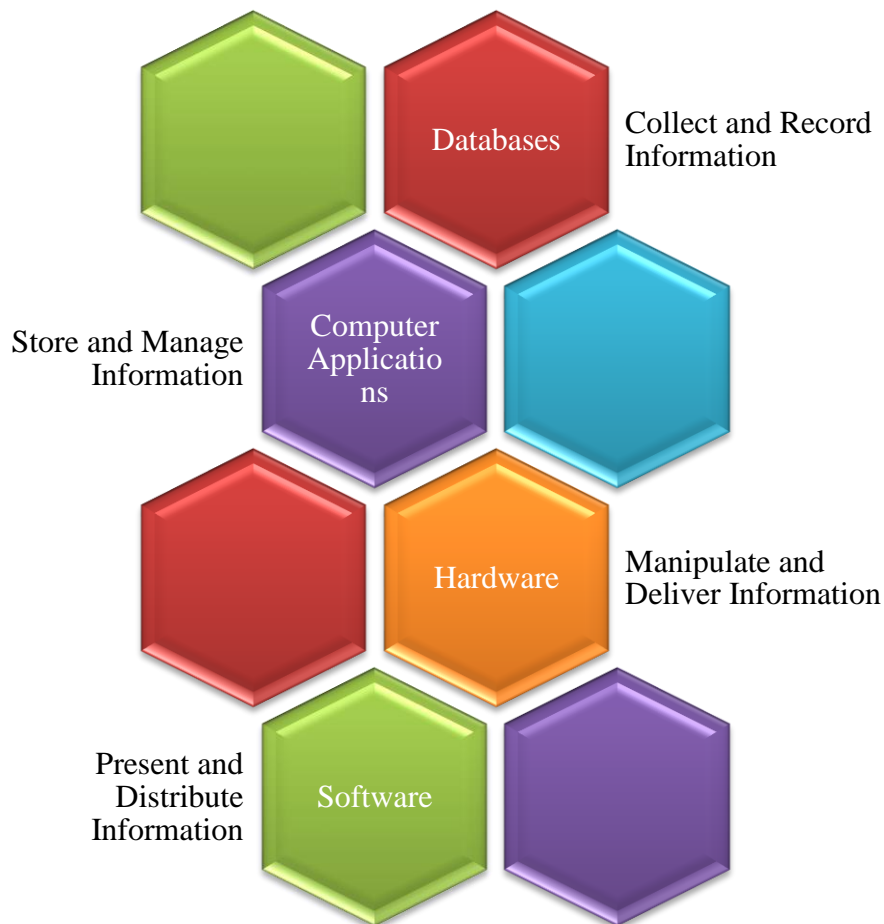 Databases
Collect and Record
Information
Store and Manage
Information
Computer
Applicatio
ns
Hardware
Manipulate and
Deliver Information
Present and
Distribute
Information
Software